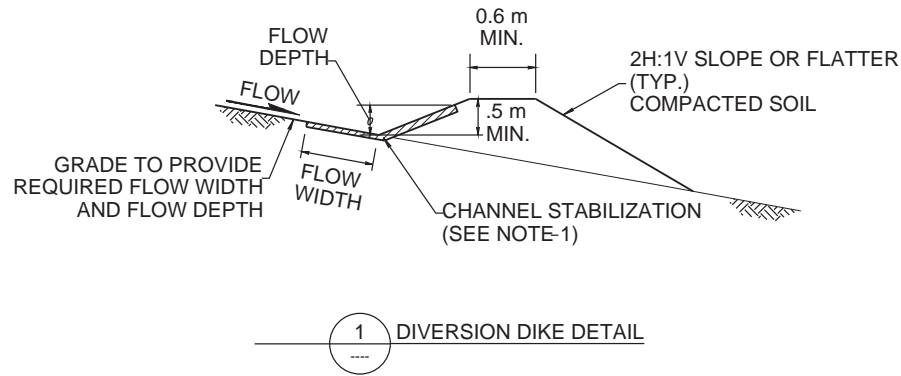 0.6 m
MIN.
FLOW
DEPTH
2H:1V SLOPE OR FLATTER
(TYP.)
COMPACTED SOIL
FLOW
.5 m
MIN.
GRADE TO PROVIDE
REQUIRED FLOW WIDTH
AND FLOW DEPTH
FLOW
WIDTH
CHANNEL STABILIZATION
(SEE NOTE-1)
1
----
DIVERSION DIKE DETAIL